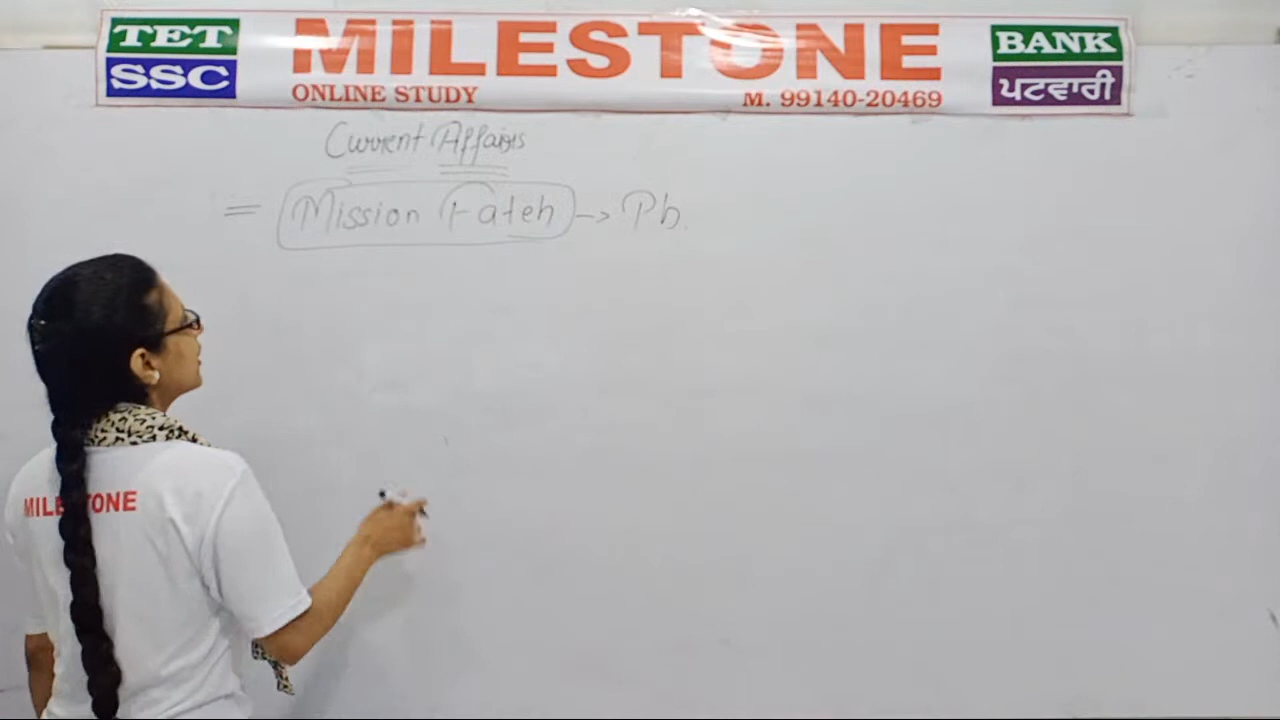 TET MILESTONE BANK
SSC ONLINE STUDY M. 99140-20469 ਪਟਵਾਰੀ
Current Affairs
= Mission Fateh -> Pb.
MILESTONE